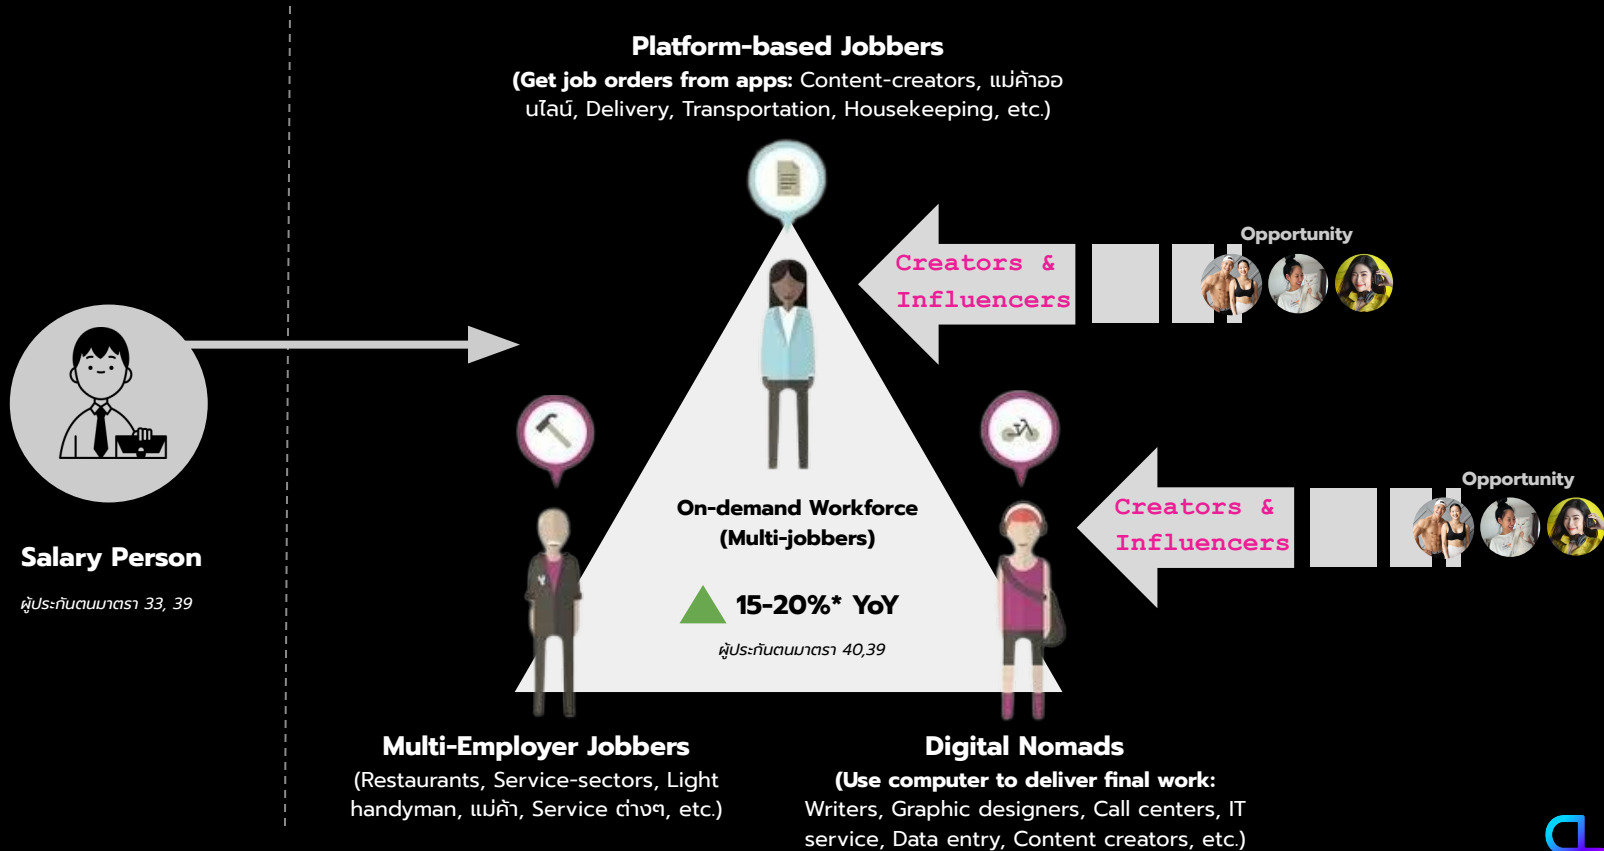 Platform-based Jobbers
(Get job orders from apps: Content-creators, แม่ค้าออ
นไลน์, Delivery, Transportation, Housekeeping, etc.)
Opportunity
Creators &
Influencers
Opportunity
Creators &
Influencers
On-demand Workforce
(Multi-jobbers)
15-20%* YoY
ผู้ประกันตนมาตรา 40,39
Salary Person
ผู้ประกันตนมาตรา 33, 39
Multi-Employer Jobbers
(Restaurants, Service-sectors, Light
handyman, แม่ค้า, Service ต่างๆ, etc.)
Digital Nomads
(Use computer to deliver final work:
Writers, Graphic designers, Call centers, IT
service, Data entry, Content creators, etc.)